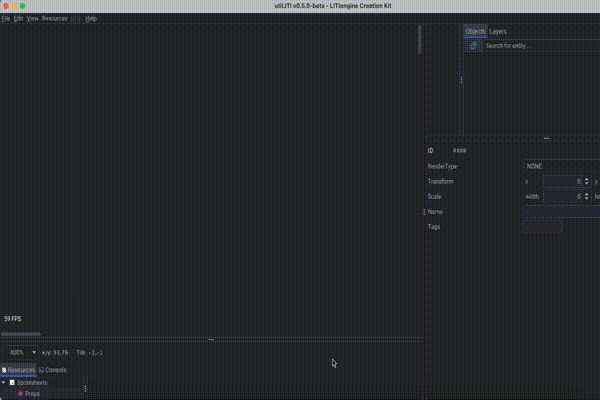 utiLITI v0.5.0-beta - LITIengine Creation Kit
File Edit View Resources Map Help
Objects Layers
Search for entity ...
ID ####
RenderType NONE
Transform x 0 y
Scale width 0 he
Name
Tags
59 FPS
400% x/y: 93,76 Tile: -1,-1
Resources Console
Spritesheets
Props